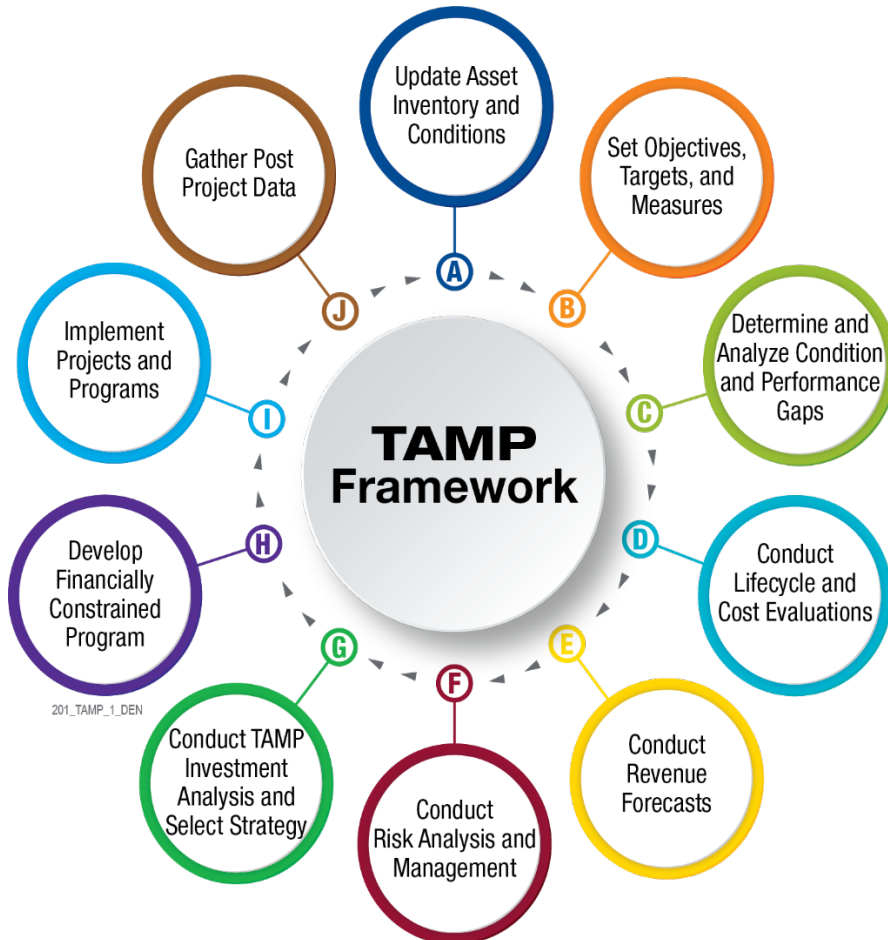 TAMP
Framework
A
Update Asset
Inventory and
Conditions
B
Set Objectives,
Targets, and
Measures
C
Determine and
Analyze Condition
and Performance
Gaps
D
Conduct
Lifecycle and
Cost Evaluations
E
Conduct
Revenue
Forecasts
F
Conduct
Risk Analysis and
Management
G
Conduct TAMP
Investment
Analysis and
Select Strategy
H
Develop
Financially
Constrained
Program
I
Implement
Projects and
Programs
J
Gather Post
Project Data
201_TAMP_1_DEN